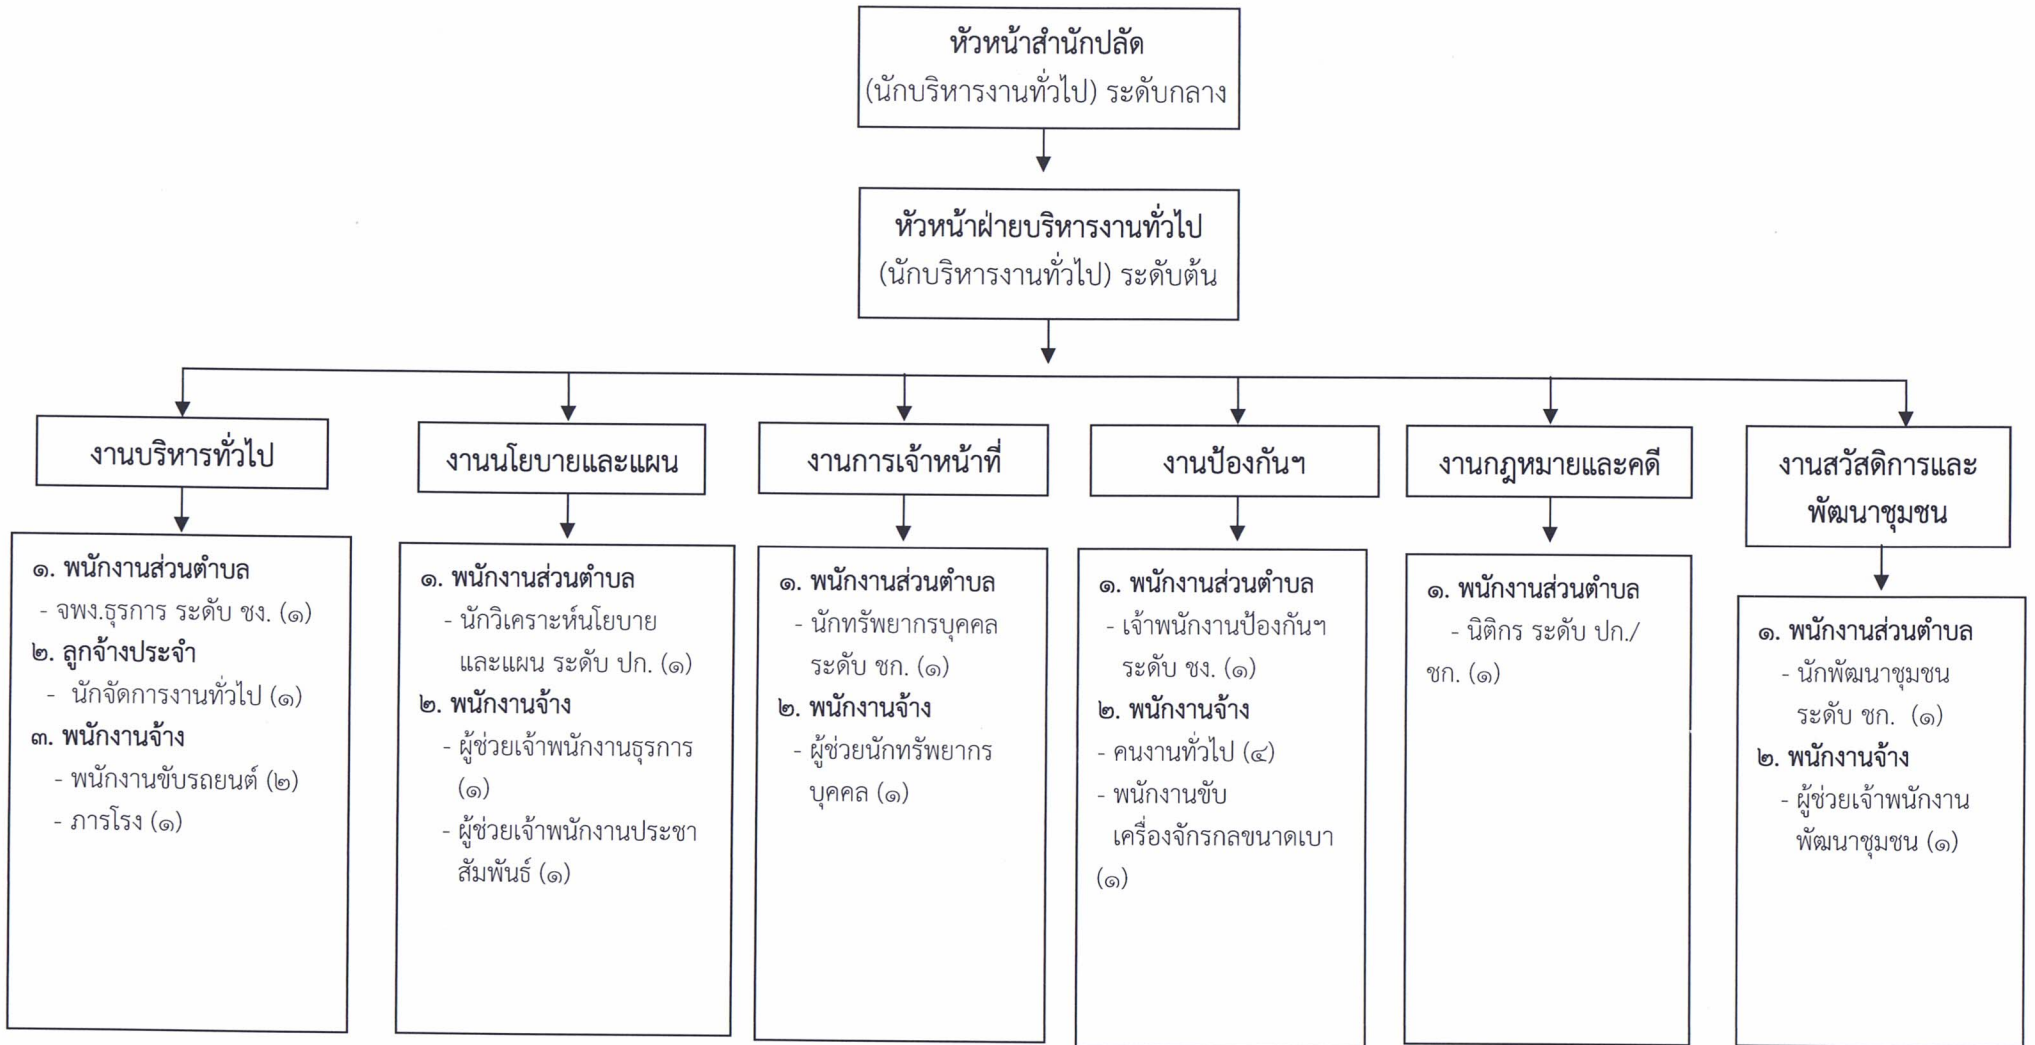 หัวหน้าสำนักปลัด
(นักบริหารงานทั่วไป) ระดับกลาง
หัวหน้าฝ่ายบริหารงานทั่วไป
(นักบริหารงานทั่วไป) ระดับต้น
งานบริหารทั่วไป
๑. พนักงานส่วนตำบล
- จพง.ธุรการ ระดับ ชง. (๑)
๒. ลูกจ้างประจำ
- นักจัดการงานทั่วไป (๑)
๓. พนักงานจ้าง
- พนักงานขับรถยนต์ (๒)
- ภารโรง (๑)
งานนโยบายและแผน
๑. พนักงานส่วนตำบล
- นักวิเคราะห์นโยบาย
และแผน ระดับ ปก. (๑)
๒. พนักงานจ้าง
- ผู้ช่วยเจ้าพนักงานธุรการ
(๑)
- ผู้ช่วยเจ้าพนักงานประชา
สัมพันธ์ (๑)
งานการเจ้าหน้าที่
๑. พนักงานส่วนตำบล
- นักทรัพยากรบุคคล
ระดับ ชก. (๑)
๒. พนักงานจ้าง
- ผู้ช่วยนักทรัพยากร
บุคคล (๑)
งานป้องกันฯ
๑. พนักงานส่วนตำบล
- เจ้าพนักงานป้องกันฯ
ระดับ ชง. (๑)
๒. พนักงานจ้าง
- คนงานทั่วไป (๔)
- พนักงานขับ
เครื่องจักรกลขนาดเบา
(๑)
งานกฎหมายและคดี
๑. พนักงานส่วนตำบล
- นิติกร ระดับ ปก./
ชก. (๑)
งานสวัสดิการและ
พัฒนาชุมชน
๑. พนักงานส่วนตำบล
- นักพัฒนาชุมชน
ระดับ ชก. (๑)
๒. พนักงานจ้าง
- ผู้ช่วยเจ้าพนักงาน
พัฒนาชุมชน (๑)